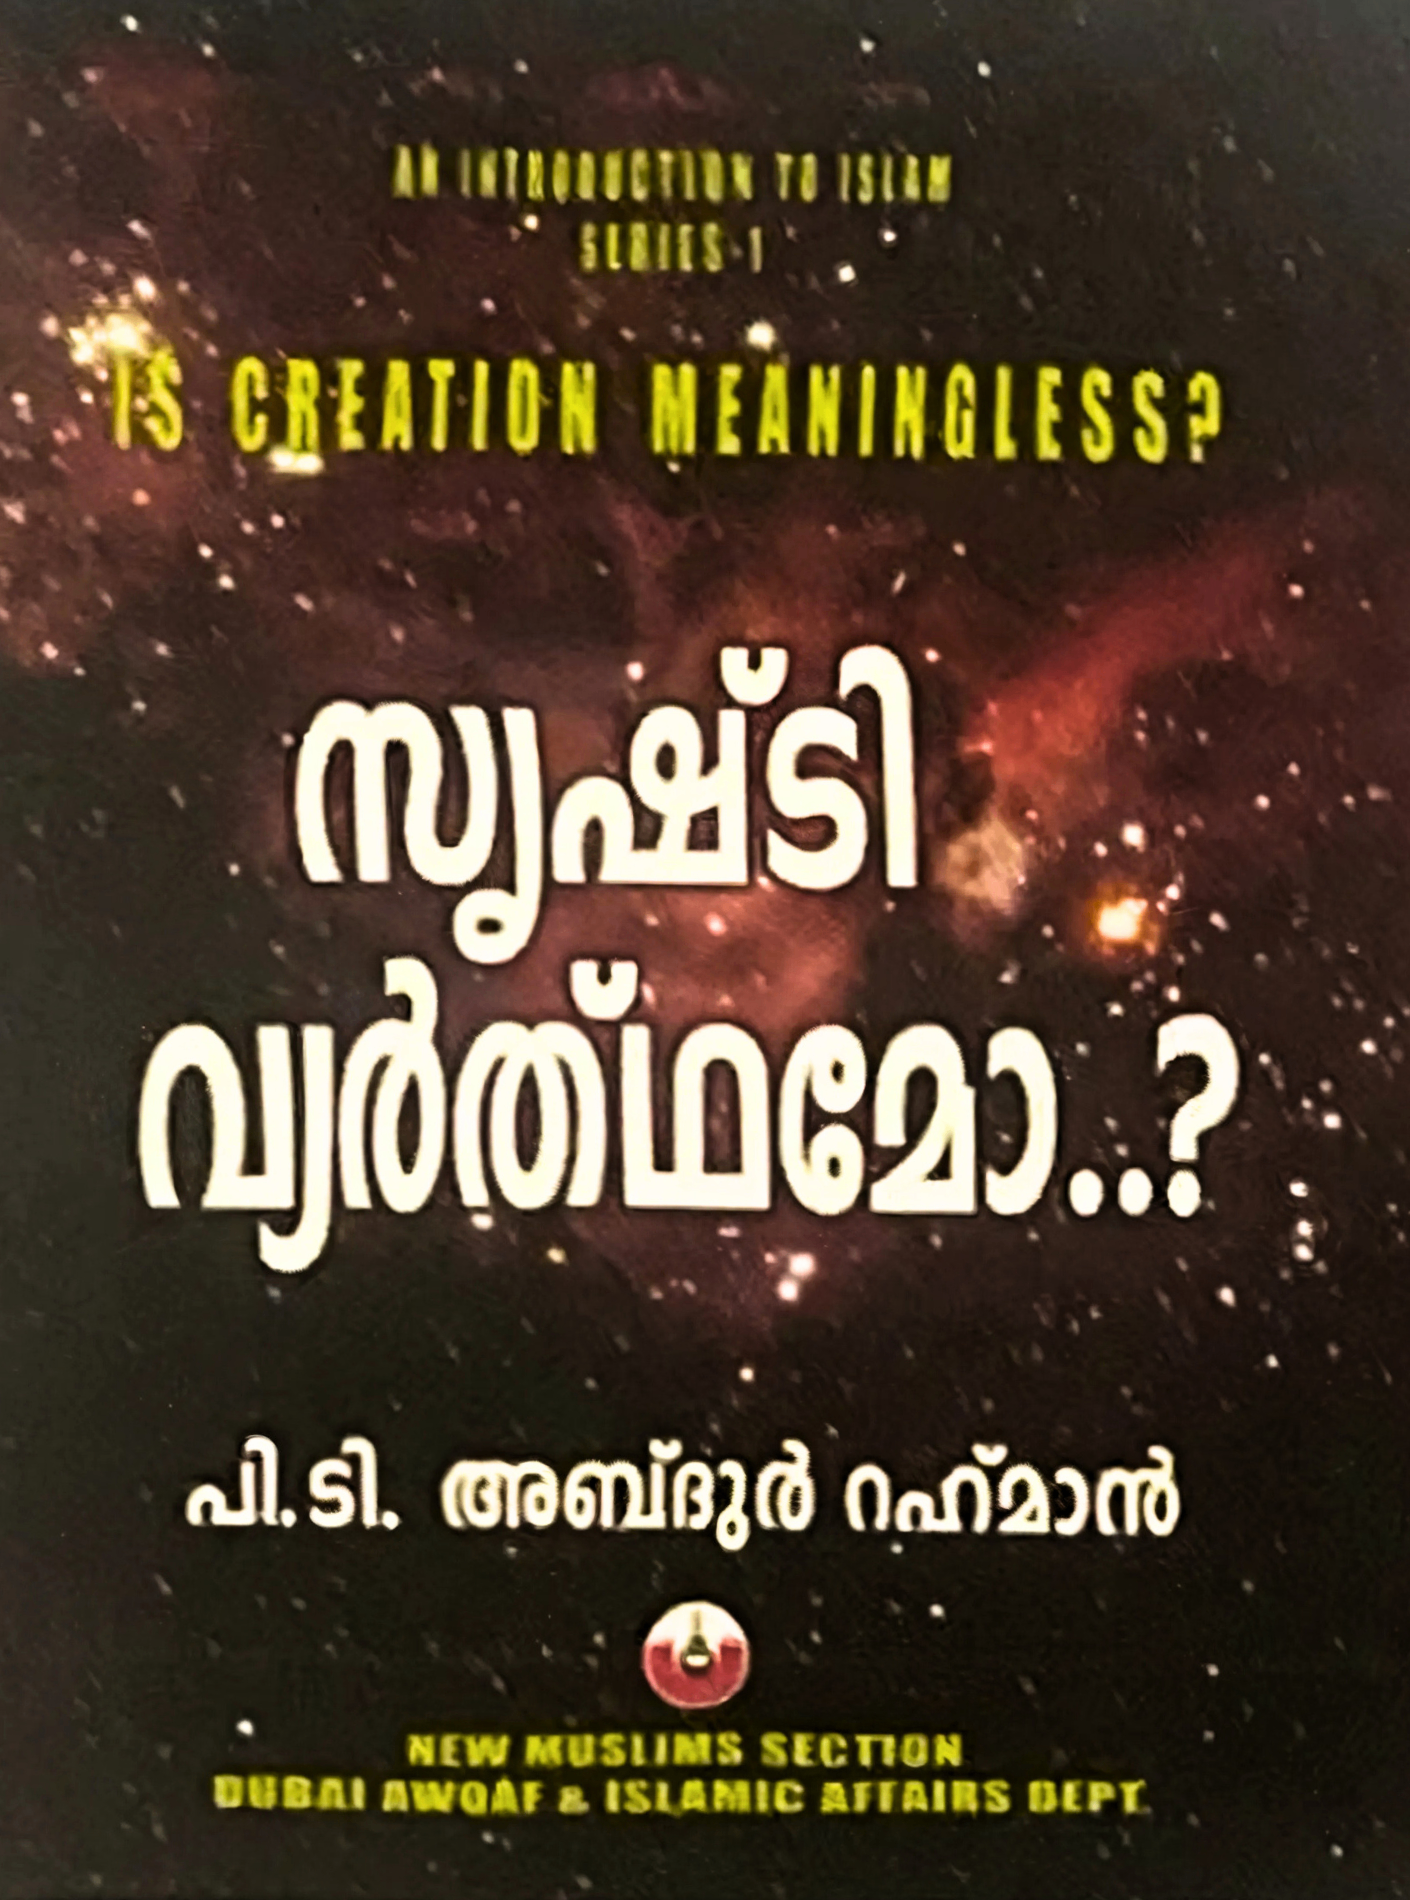 AN INTRODUCTION TO ISLAM
SERIES-1
IS CREATION MEANINGLESS?
സൃഷ്ടി
വ്യർത്ഥമോ...?
പി.ടി. അബ്ദുർ റഹ്മാൻ
NEW MUSLIMS SECTION
DUBAI AWQAF & ISLAMIC AFFAIRS DEPT.